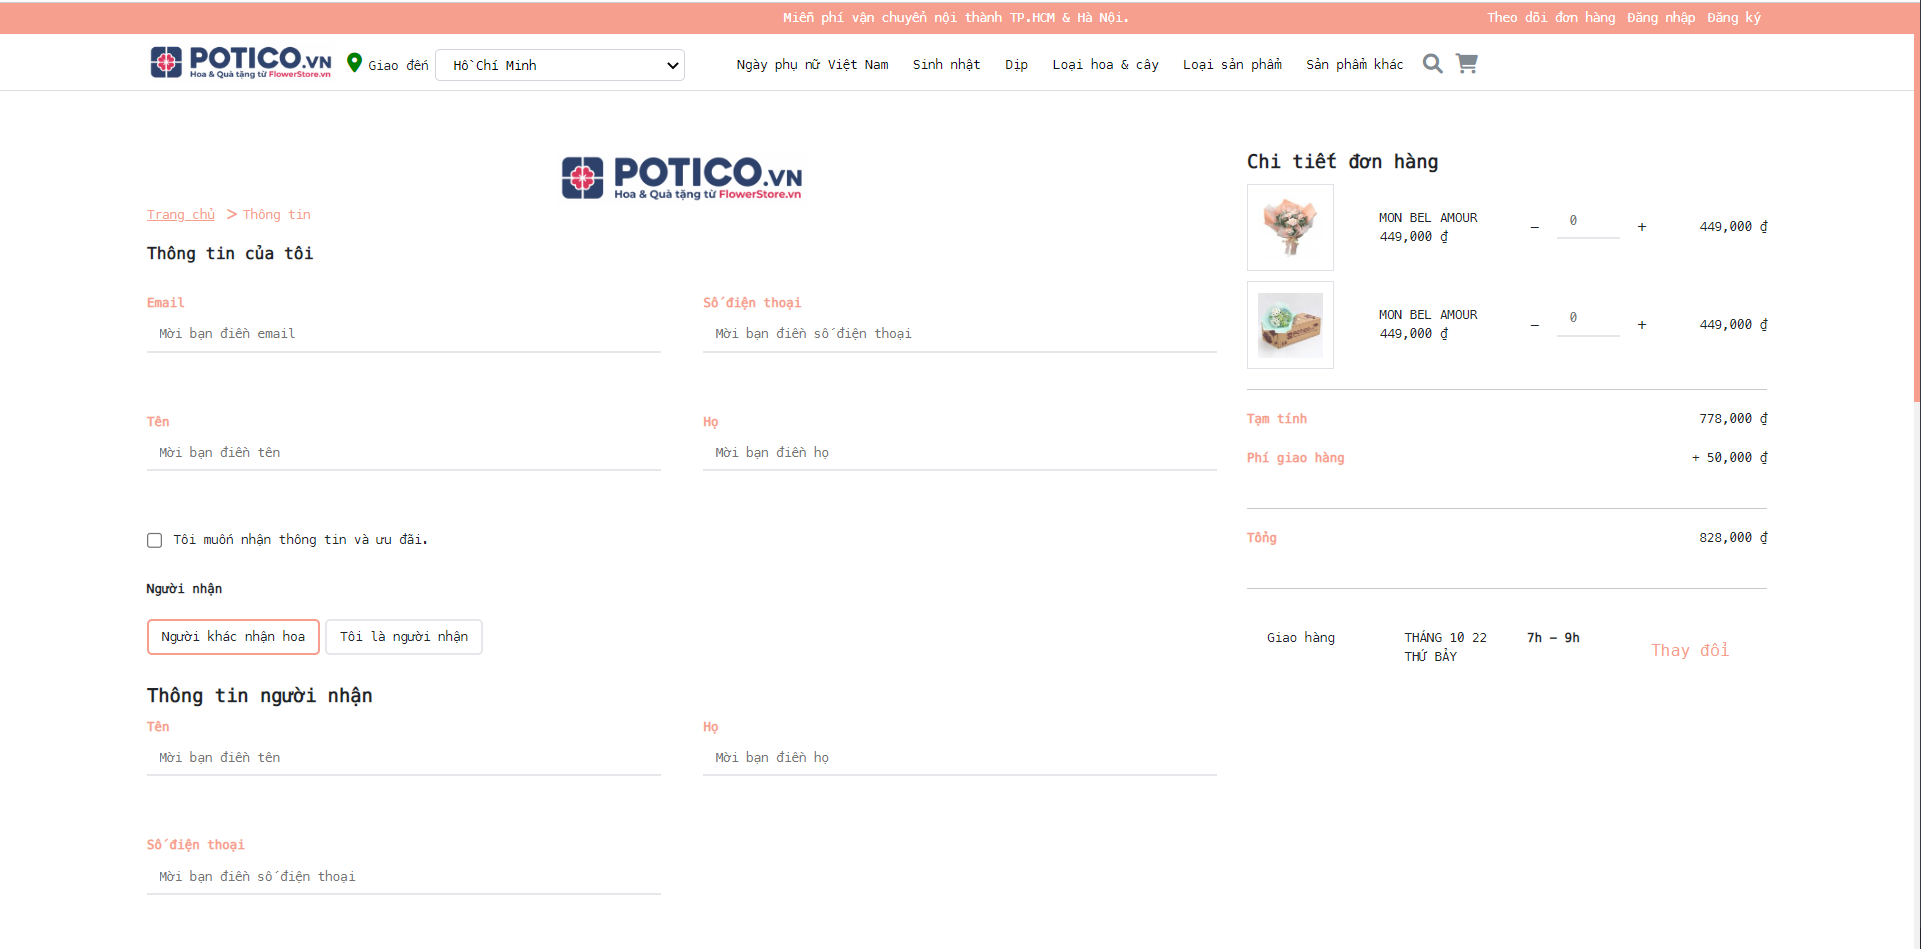 Miễn phí vận chuyển nội thành TP.HCM & Hà Nội.
Theo dõi đơn hàng Đăng nhập Đăng ký
POTICO.VN
Hoa & Quà tặng từ FlowerStore.vn
Giao đến
Hồ Chí Minh
Ngày phụ nữ Việt Nam Sinh nhật Dịp Loại hoa & cây Loại sản phẩm Sản phẩm khác
POTICO.VN
Hoa & Quà tặng từ FlowerStore.vn
Trang chủ > Thông tin
Thông tin của tôi
Email
Mời bạn điền email
Số điện thoại
Mời bạn điền số điện thoại
Tên
Mời bạn điền tên
Họ
Mời bạn điền họ
Tôi muốn nhận thông tin và ưu đãi.
Người nhận
Người khác nhận hoa
Tôi là người nhận
Thông tin người nhận
Tên
Mời bạn điền tên
Họ
Mời bạn điền họ
Số điện thoại
Mời bạn điền số điện thoại
Chi tiết đơn hàng
MON BEL AMOUR
449,000 ₫
– 0 + 449,000 ₫
MON BEL AMOUR
449,000 ₫
– 0 + 449,000 ₫
Tạm tính 778,000 ₫
Phí giao hàng + 50,000 ₫
Tổng 828,000 ₫
Giao hàng
THÁNG 10 22
THỨ BẢY
7h – 9h
Thay đổi